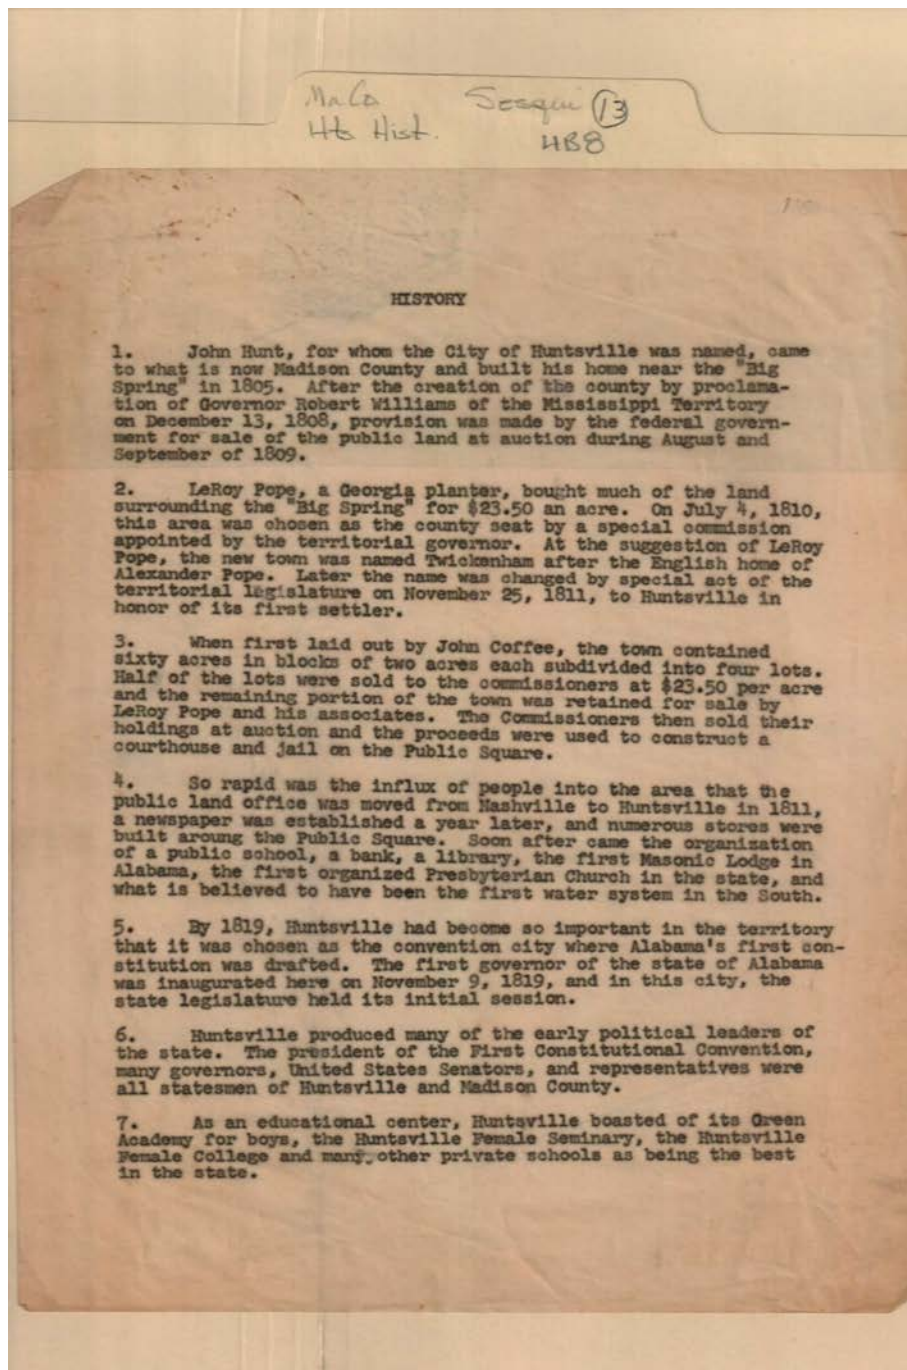 Ma Co Sesqui 13
Hts Hist. 4B8
HISTORY
1. John Hunt, for whom the City of Huntsville was named, came
to what is now Madison County and built his home near the "Big
Spring" in 1805. After the creation of the county by proclama-
tion of Governor Robert Williams of the Mississippi Territory
on December 13, 1808, provision was made by the federal govern-
ment for sale of the public land at auction during August and
September of 1809.
2. LeRoy Pope, a Georgia planter, bought much of the land
surrounding the "Big Spring" for $23.50 an acre. On July 4, 1810,
this area was chosen as the county seat by a special commission
appointed by the territorial governor. At the suggestion of LeRoy
Pope, the new town was named Twickenham after the English home of
Alexander Pope. Later the name was changed by special act of the
territorial legislature on November 25, 1811, to Huntsville in
honor of its first settler.
3. When first laid out by John Coffee, the town contained
sixty acres in blocks of two acres each subdivided into four lots.
Half of the lots were sold to the commissioners at $23.50 per acre
and the remaining portion of the town was retained for sale by
LeRoy Pope and his associates. The Commissioners then sold their
holdings at auction and the proceeds were used to construct a
courthouse and jail on the Public Square.
4. So rapid was the influx of people into the area that the
public land office was moved from Nashville to Huntsville in 1811,
a newspaper was established a year later, and numerous stores were
built aroung the Public Square. Soon after came the organization
of a public school, a bank, a library, the first Masonic Lodge in
Alabama, the first organized Presbyterian Church in the state, and
what is believed to have been the first water system in the South.
5. By 1819, Huntsville had become so important in the territory
that it was chosen as the convention city where Alabama's first con-
stitution was drafted. The first governor of the state of Alabama
was inaugurated here on November 9, 1819, and in this city, the
state legislature held its initial session.
6. Huntsville produced many of the early political leaders of
the state. The president of the First Constitutional Convention,
many governors, United States Senators, and representatives were
all statesmen of Huntsville and Madison County.
7. As an educational center, Huntsville boasted of its Green
Academy for boys, the Huntsville Female Seminary, the Huntsville
Female College and many other private schools as being the best
in the state.